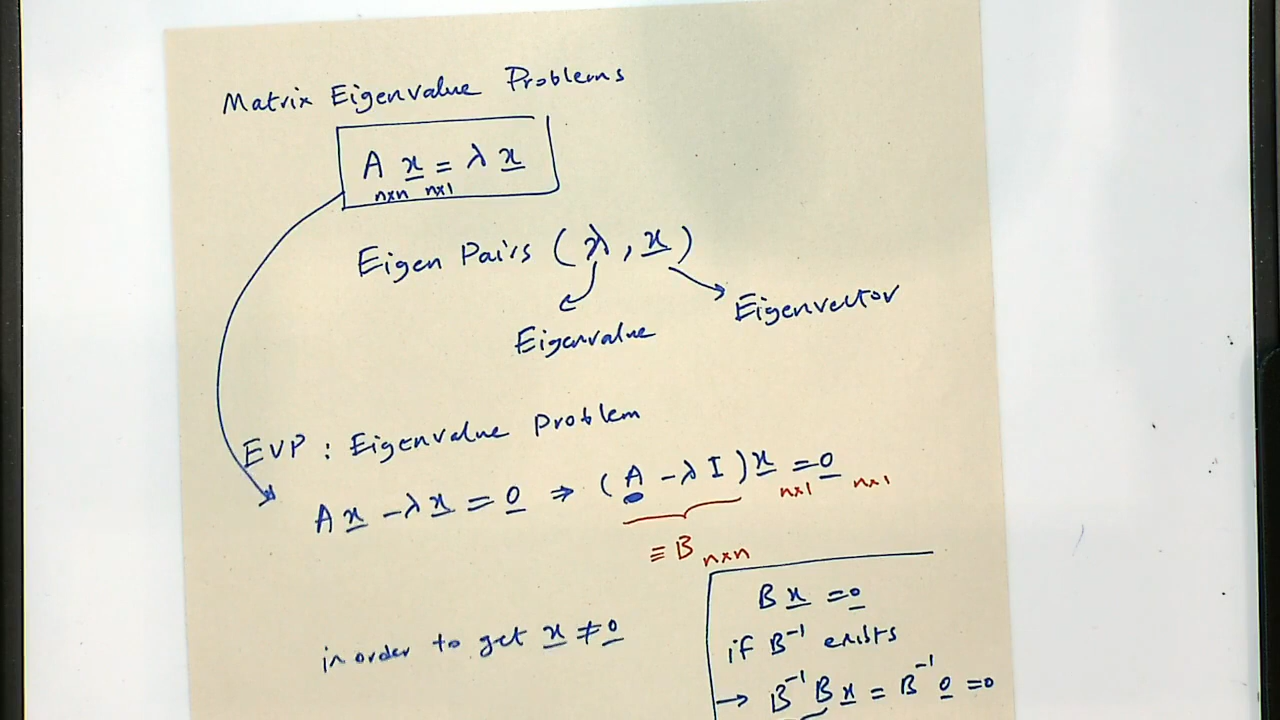 Matrix Eigenvalue Problems
A x = λ x
nxn nx1
Eigen Pairs (λ, x)
Eigenvalue
Eigenvector
EVP : Eigenvalue Problem
A x - λ x = 0 ⇒ (A - λ I) x = 0
nx1 nx1
≡ B nxn
in order to get x ≠ 0
B x = 0
if B⁻¹ exists
→ B⁻¹ B x = B⁻¹ 0 = 0